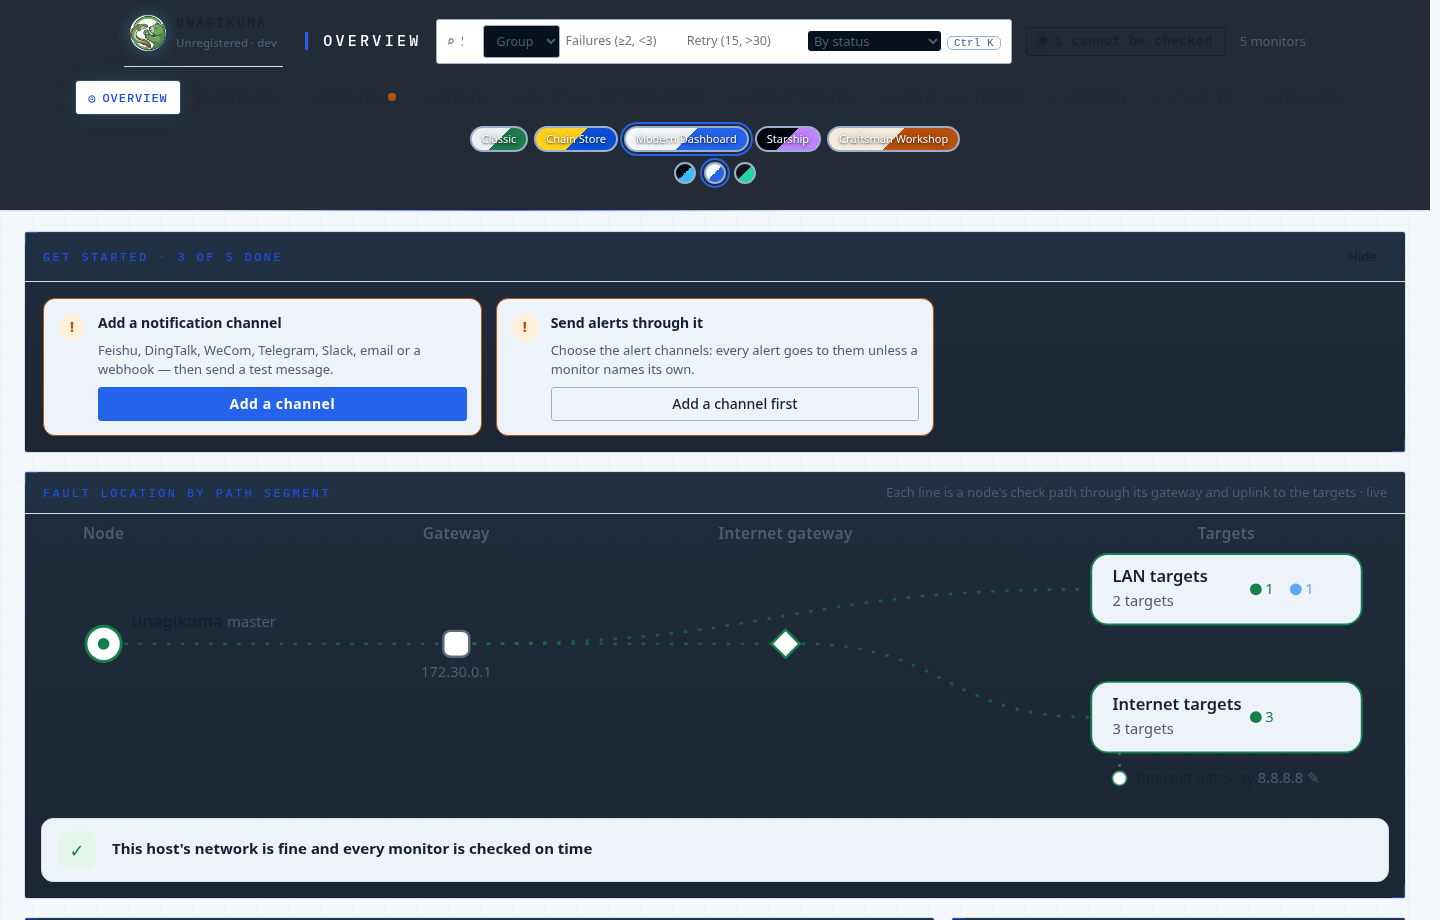 UNAGIKUMA
Unregistered · dev
OVERVIEW
Group
Failures (≥2, <3)
Retry (15, >30)
By status
Ctrl K
1 cannot be checked
5 monitors
◎ OVERVIEW
Classic
Chain Store
Modern Dashboard
Starship
Craftsman Workshop
GET STARTED · 3 OF 5 DONE
Hide
! Add a notification channel
Feishu, DingTalk, WeCom, Telegram, Slack, email or a
webhook — then send a test message.
Add a channel
! Send alerts through it
Choose the alert channels: every alert goes to them unless a
monitor names its own.
Add a channel first
FAULT LOCATION BY PATH SEGMENT
Each line is a node's check path through its gateway and uplink to the targets · live
Node
Gateway
Internet gateway
Targets
LAN targets
2 targets
1
1
unagikuma master
172.30.0.1
Internet targets
3 targets
3
Internet gateway 8.8.8.8 ✎
✓ This host's network is fine and every monitor is checked on time